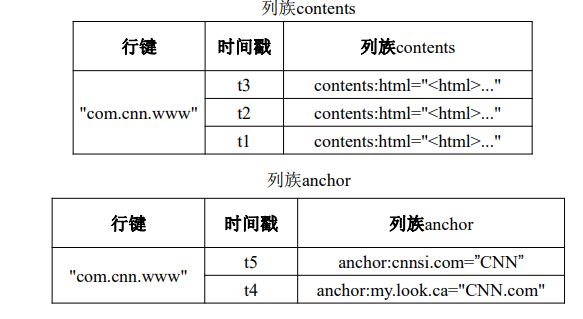 列族contents
行键 时间戳 列族contents
t3 contents:html="<html>..."
"com.cnn.www" t2 contents:html="<html>..."
t1 contents:html="<html>..."
列族anchor
行键 时间戳 列族anchor
"com.cnn.www" t5 anchor:cnnsi.com=”CNN”
t4 anchor:my.look.ca="CNN.com"